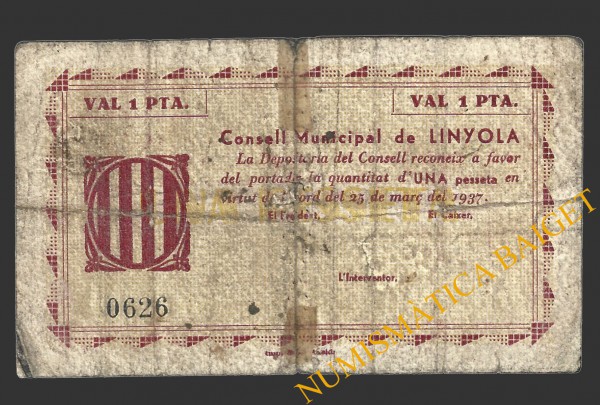 VAL 1 PTA.
VAL 1 PTA.
Consell Municipal de LINYOLA
La Depositaria del Consell reconeix a favor
del portador la quantitat d'UNA pesseta en
virtut de l'acord del 25 de març del 1937.
El President,
El Caixer,
L'Interventor,
0626
NUMISMÀTICA BAIGET